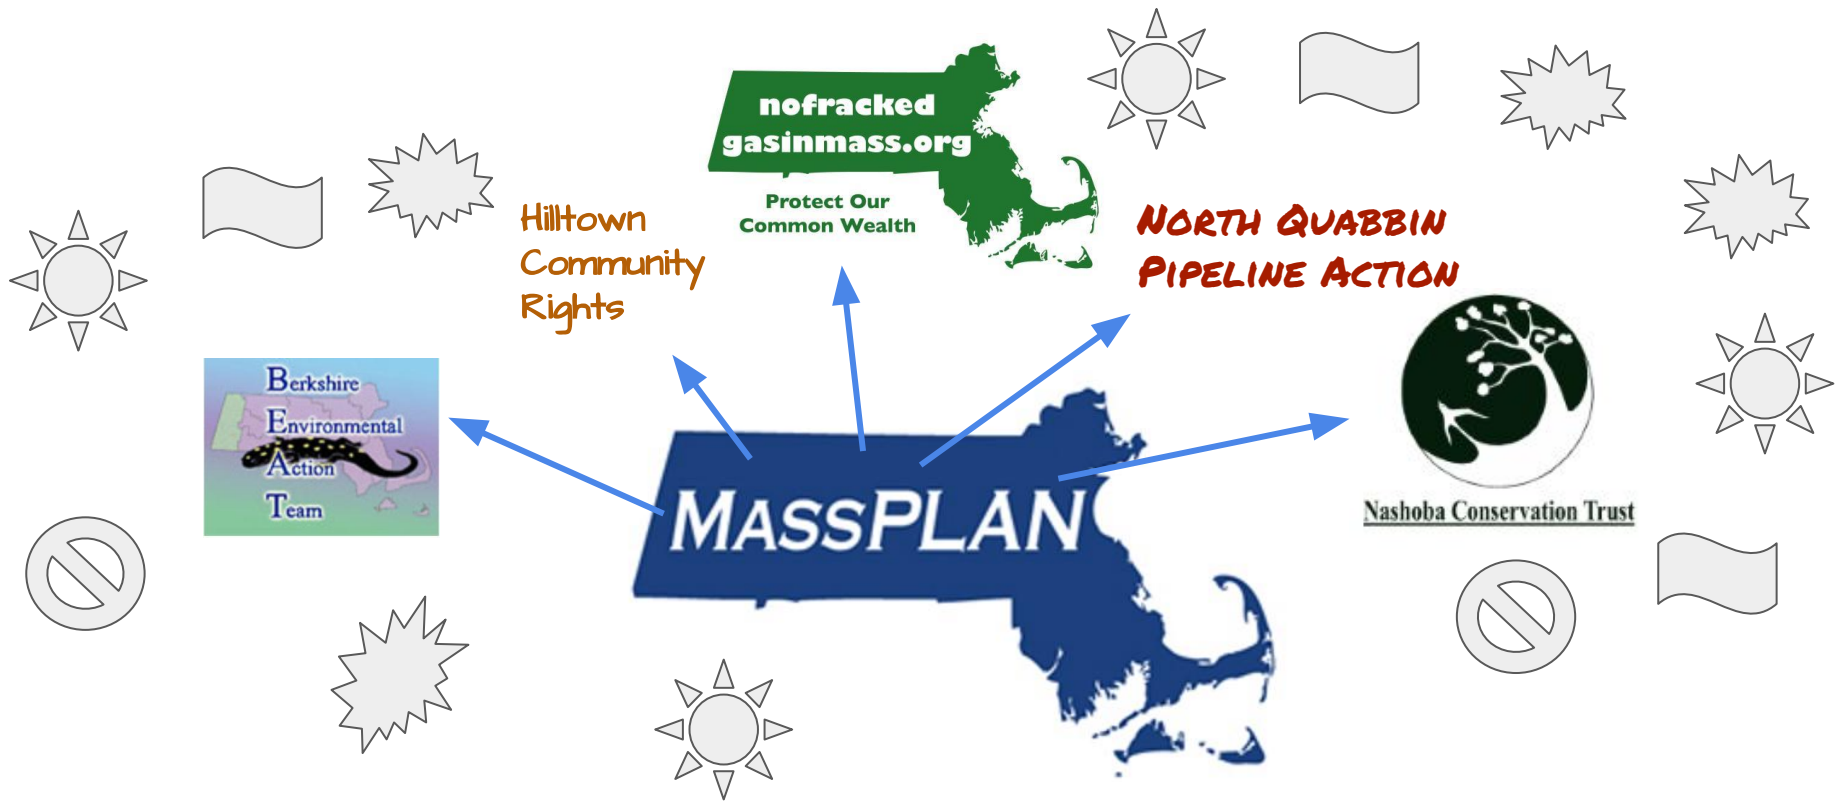 nofracked
gasinmass.org
Protect Our
Common Wealth
Hilltown
Community
Rights
North Quabbin
Pipeline Action
Berkshire
Environmental
Action
Team
MassPLAN
Nashoba Conservation Trust